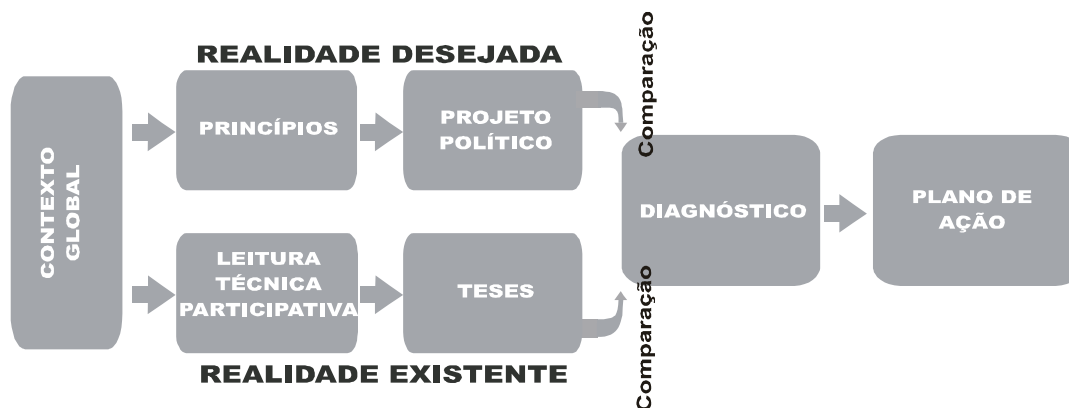 REALIDADE DESEJADA
CONTEXTO
GLOBAL
PRINCÍPIOS
PROJETO
POLÍTICO
Comparação
LEITURA
TÉCNICA
PARTICIPATIVA
TESES
REALIDADE EXISTENTE
Comparação
DIAGNÓSTICO
PLANO DE
AÇÃO